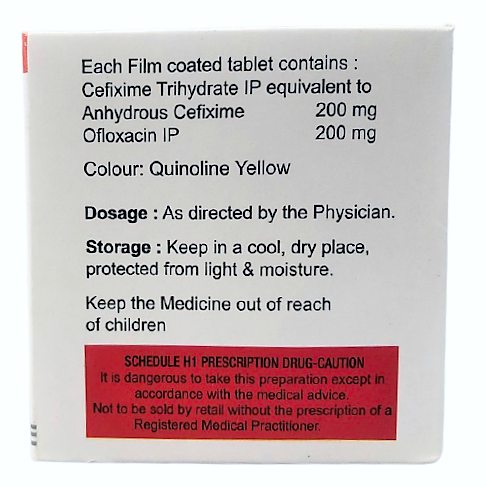 Each Film coated tablet contains :
Cefixime Trihydrate IP equivalent to
Anhydrous Cefixime 200 mg
Ofloxacin IP 200 mg
Colour: Quinoline Yellow
Dosage : As directed by the Physician.
Storage : Keep in a cool, dry place,
protected from light & moisture.
Keep the Medicine out of reach
of children
SCHEDULE H1 PRESCRIPTION DRUG-CAUTION
It is dangerous to take this preparation except in
accordance with the medical advice.
Not to be sold by retail without the prescription of a
Registered Medical Practitioner.